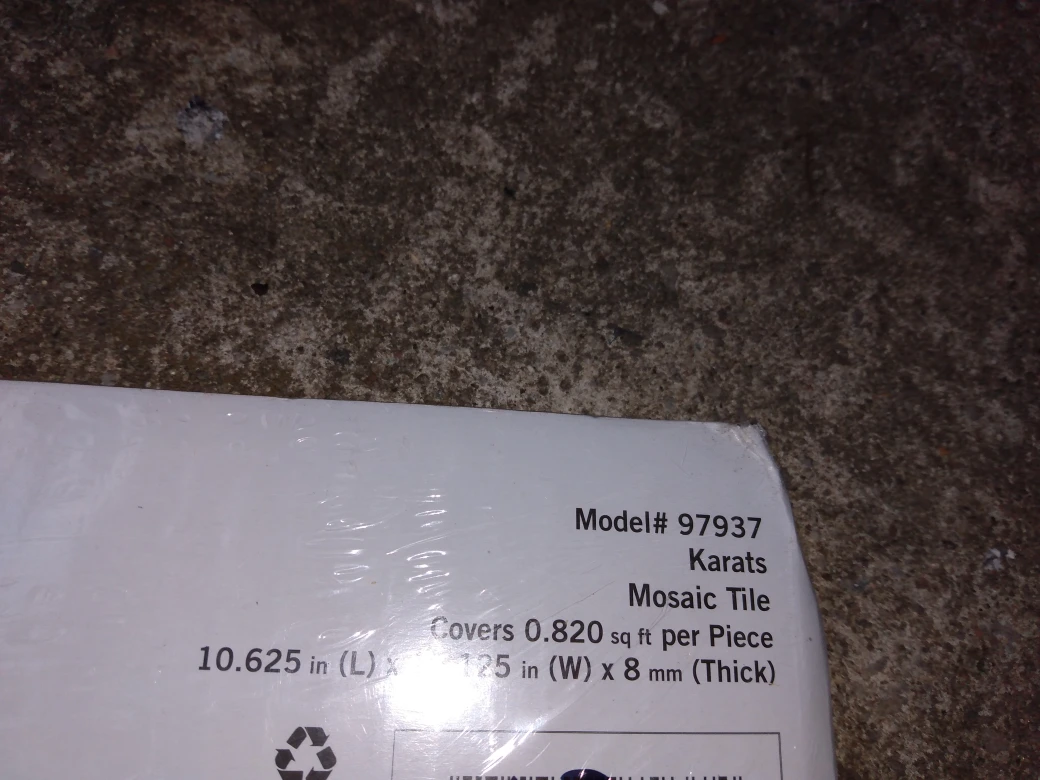 Model# 97937
Karats
Mosaic Tile
Covers 0.820 sq ft per Piece
10.625 in (L) x 125 in (W) x 8 mm (Thick)